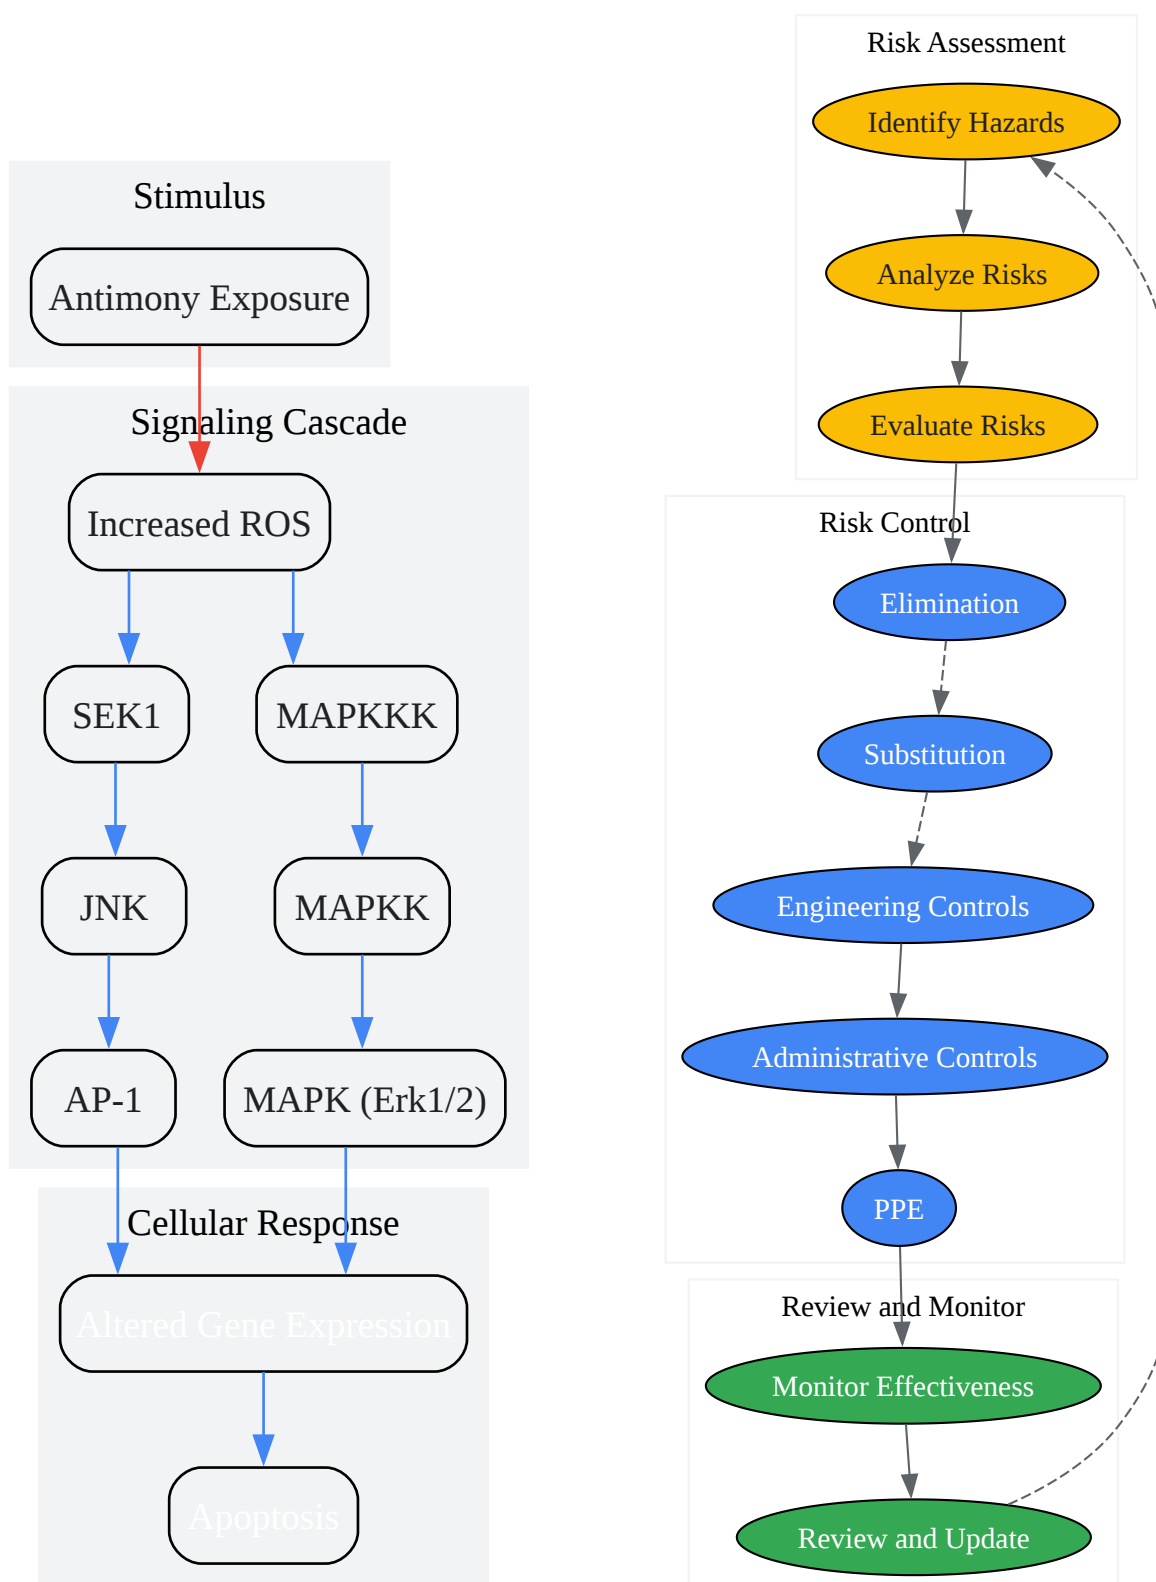 Stimulus
Antimony Exposure
Signaling Cascade
Increased ROS
SEK1
MAPKKK
JNK
MAPKK
AP-1
MAPK (Erk1/2)
Cellular Response
Altered Gene Expression
Apoptosis
Risk Assessment
Identify Hazards
Analyze Risks
Evaluate Risks
Risk Control
Elimination
Substitution
Engineering Controls
Administrative Controls
PPE
Review and Monitor
Monitor Effectiveness
Review and Update